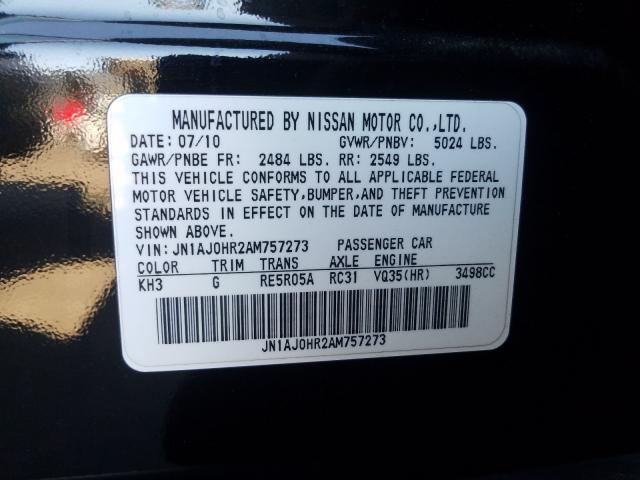 MANUFACTURED BY NISSAN MOTOR CO.,LTD.
DATE: 07/10 GVWR/PNBV: 5024 LBS.
GAWR/PNBE FR: 2484 LBS. RR: 2549 LBS.
THIS VEHICLE CONFORMS TO ALL APPLICABLE FEDERAL
MOTOR VEHICLE SAFETY,BUMPER,AND THEFT PREVENTION
STANDARDS IN EFFECT ON THE DATE OF MANUFACTURE
SHOWN ABOVE.
VIN: JN1AJ0HR2AM757273 PASSENGER CAR
COLOR TRIM TRANS AXLE ENGINE
KH3 G RE5R05A RC31 VQ35(HR) 3498CC
JN1AJ0HR2AM757273